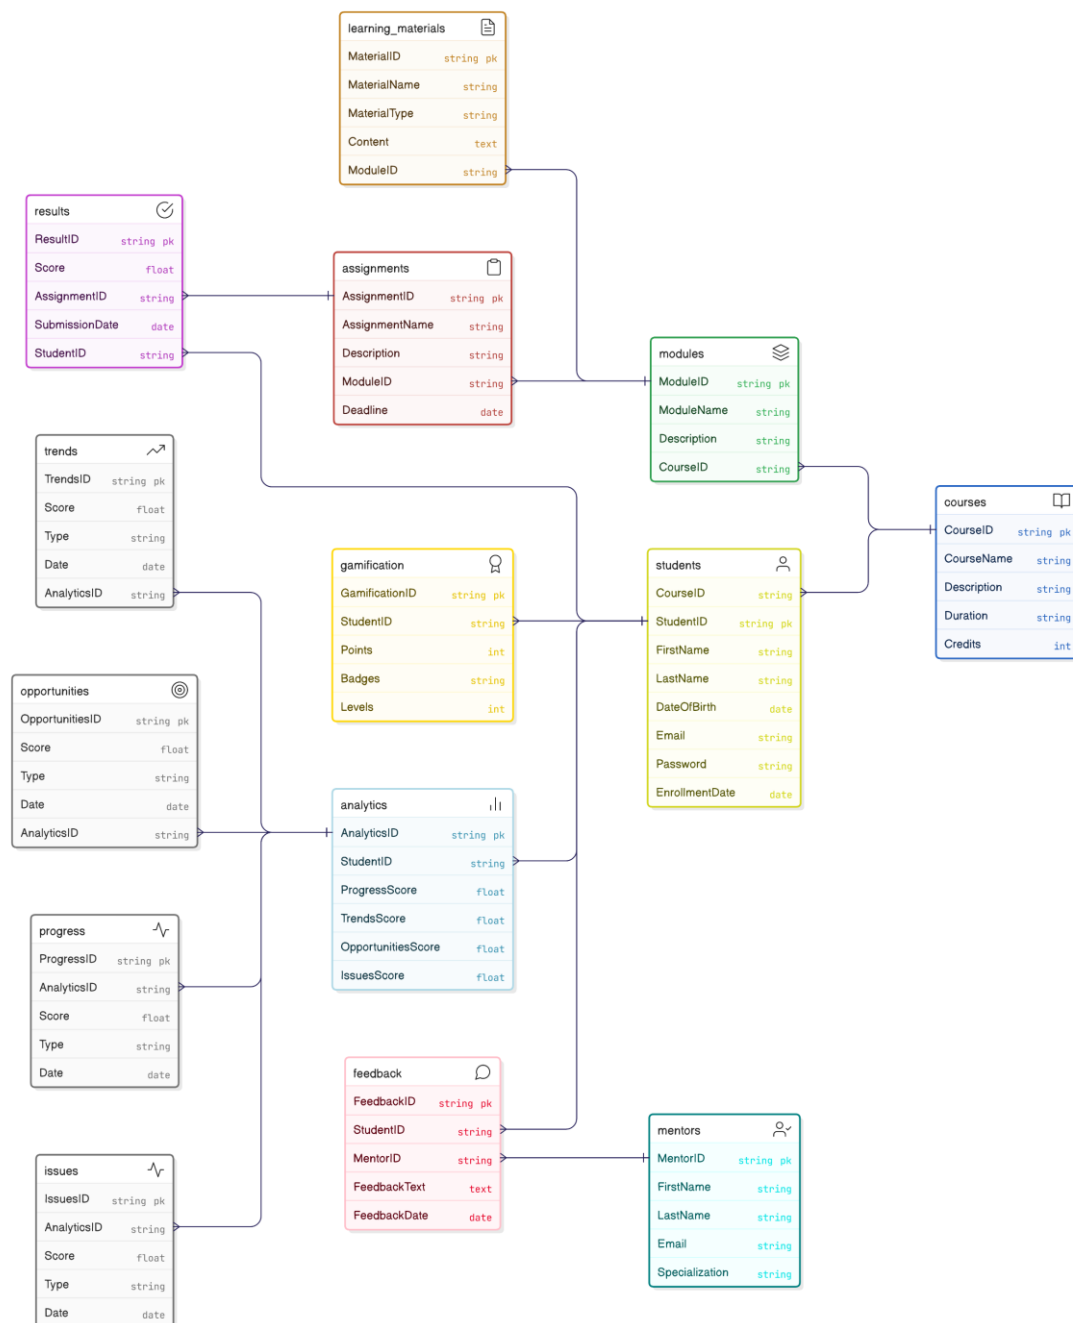 learning_materials
MaterialID string pk
MaterialName string
MaterialType string
Content text
ModuleID string
results
ResultID string pk
Score float
AssignmentID string
SubmissionDate date
StudentID string
assignments
AssignmentID string pk
AssignmentName string
Description string
ModuleID string
Deadline date
modules
ModuleID string pk
ModuleName string
Description string
CourseID string
trends
TrendsID string pk
Score float
Type string
Date date
AnalyticsID string
courses
CourseID string pk
CourseName string
Description string
Duration string
Credits int
gamification
GamificationID string pk
StudentID string
Points int
Badges string
Levels int
students
CourseID string
StudentID string pk
FirstName string
LastName string
DateOfBirth date
Email string
Password string
EnrollmentDate date
opportunities
OpportunitiesID string pk
Score float
Type string
Date date
AnalyticsID string
analytics
AnalyticsID string pk
StudentID string
ProgressScore float
TrendsScore float
OpportunitiesScore float
IssuesScore float
progress
ProgressID string pk
AnalyticsID string
Score float
Type string
Date date
feedback
FeedbackID string pk
StudentID string
MentorID string
FeedbackText text
FeedbackDate date
mentors
MentorID string pk
FirstName string
LastName string
Email string
Specialization string
issues
IssuesID string pk
AnalyticsID string
Score float
Type string
Date date